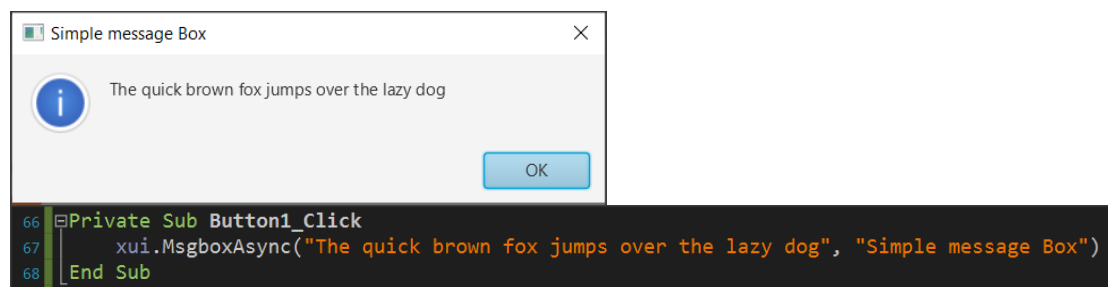 Simple message Box
The quick brown fox jumps over the lazy dog
OK
66 Private Sub Button1_Click
67 xui.MsgboxAsync("The quick brown fox jumps over the lazy dog", "Simple message Box")
68 End Sub